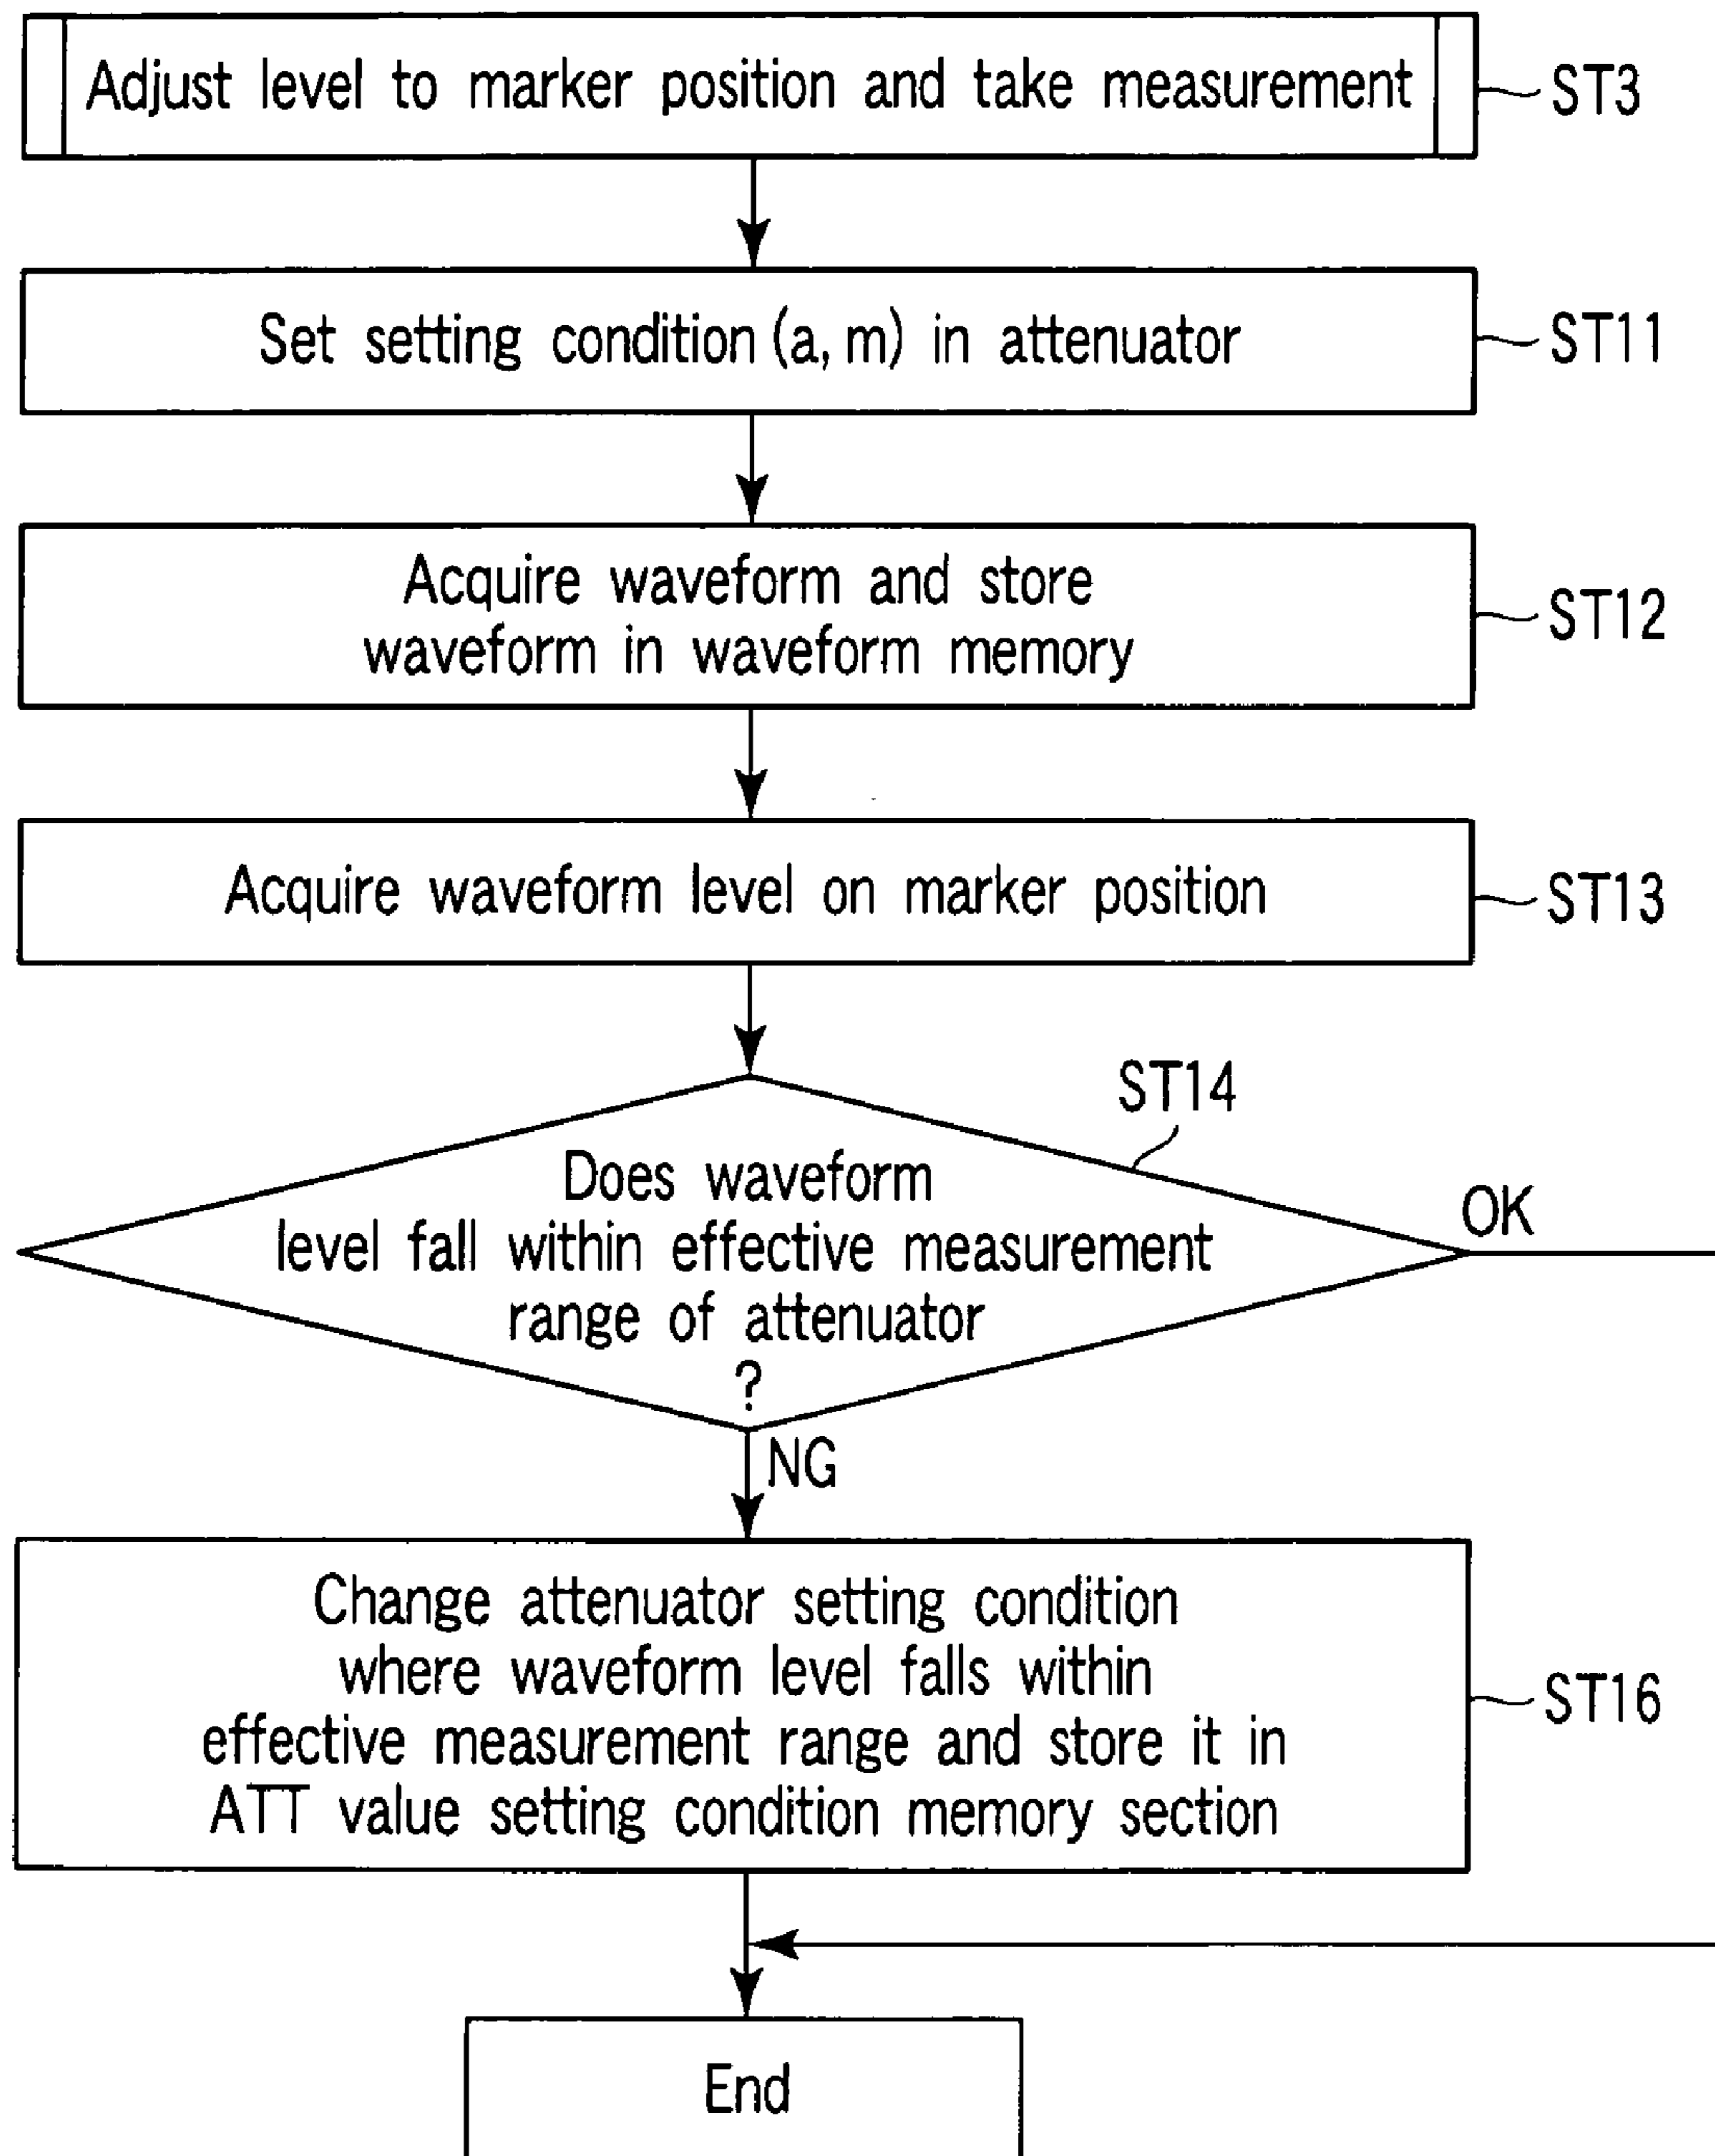 Adjust level to marker position and take measurement
ST3
Set setting condition (a, m) in attenuator
ST11
Acquire waveform and store
waveform in waveform memory
ST12
Acquire waveform level on marker position
ST13
ST14
Does waveform
level fall within effective measurement
range of attenuator
?
OK
NG
Change attenuator setting condition
where waveform level falls within
effective measurement range and store it in
ATT value setting condition memory section
ST16
End